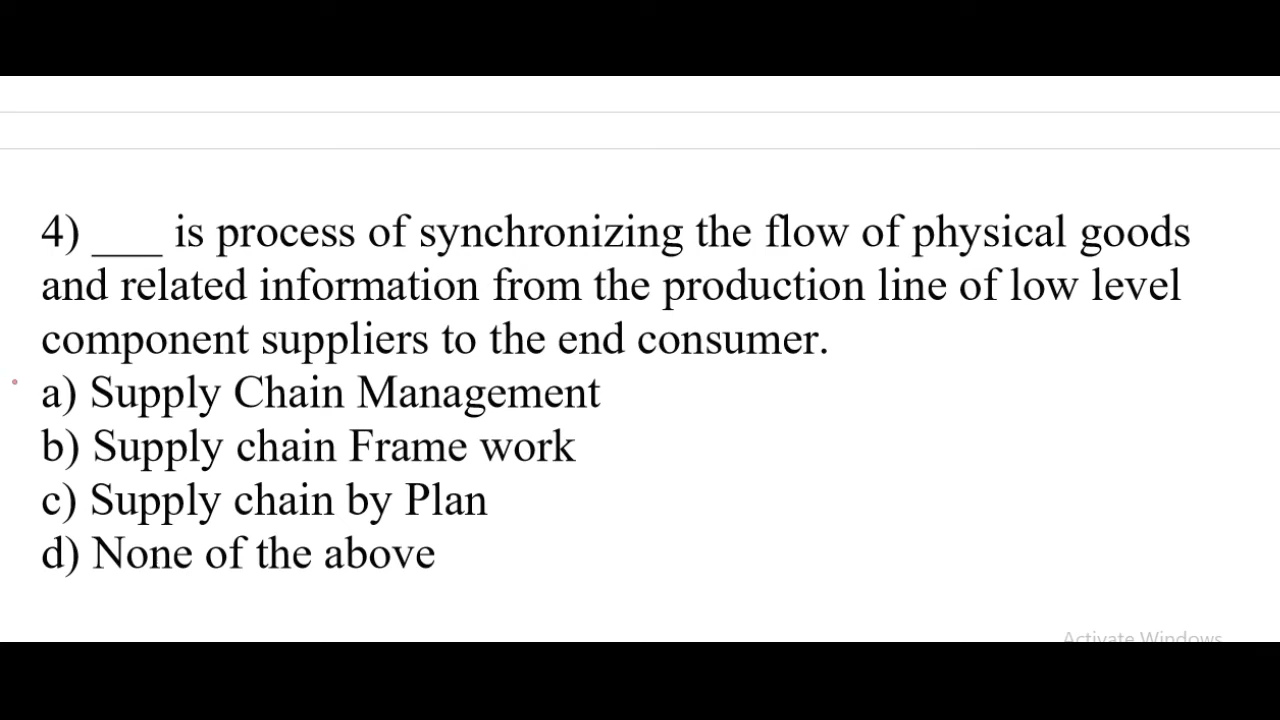 4) ___ is process of synchronizing the flow of physical goods
and related information from the production line of low level
component suppliers to the end consumer.
a) Supply Chain Management
b) Supply chain Frame work
c) Supply chain by Plan
d) None of the above
Activate Windows